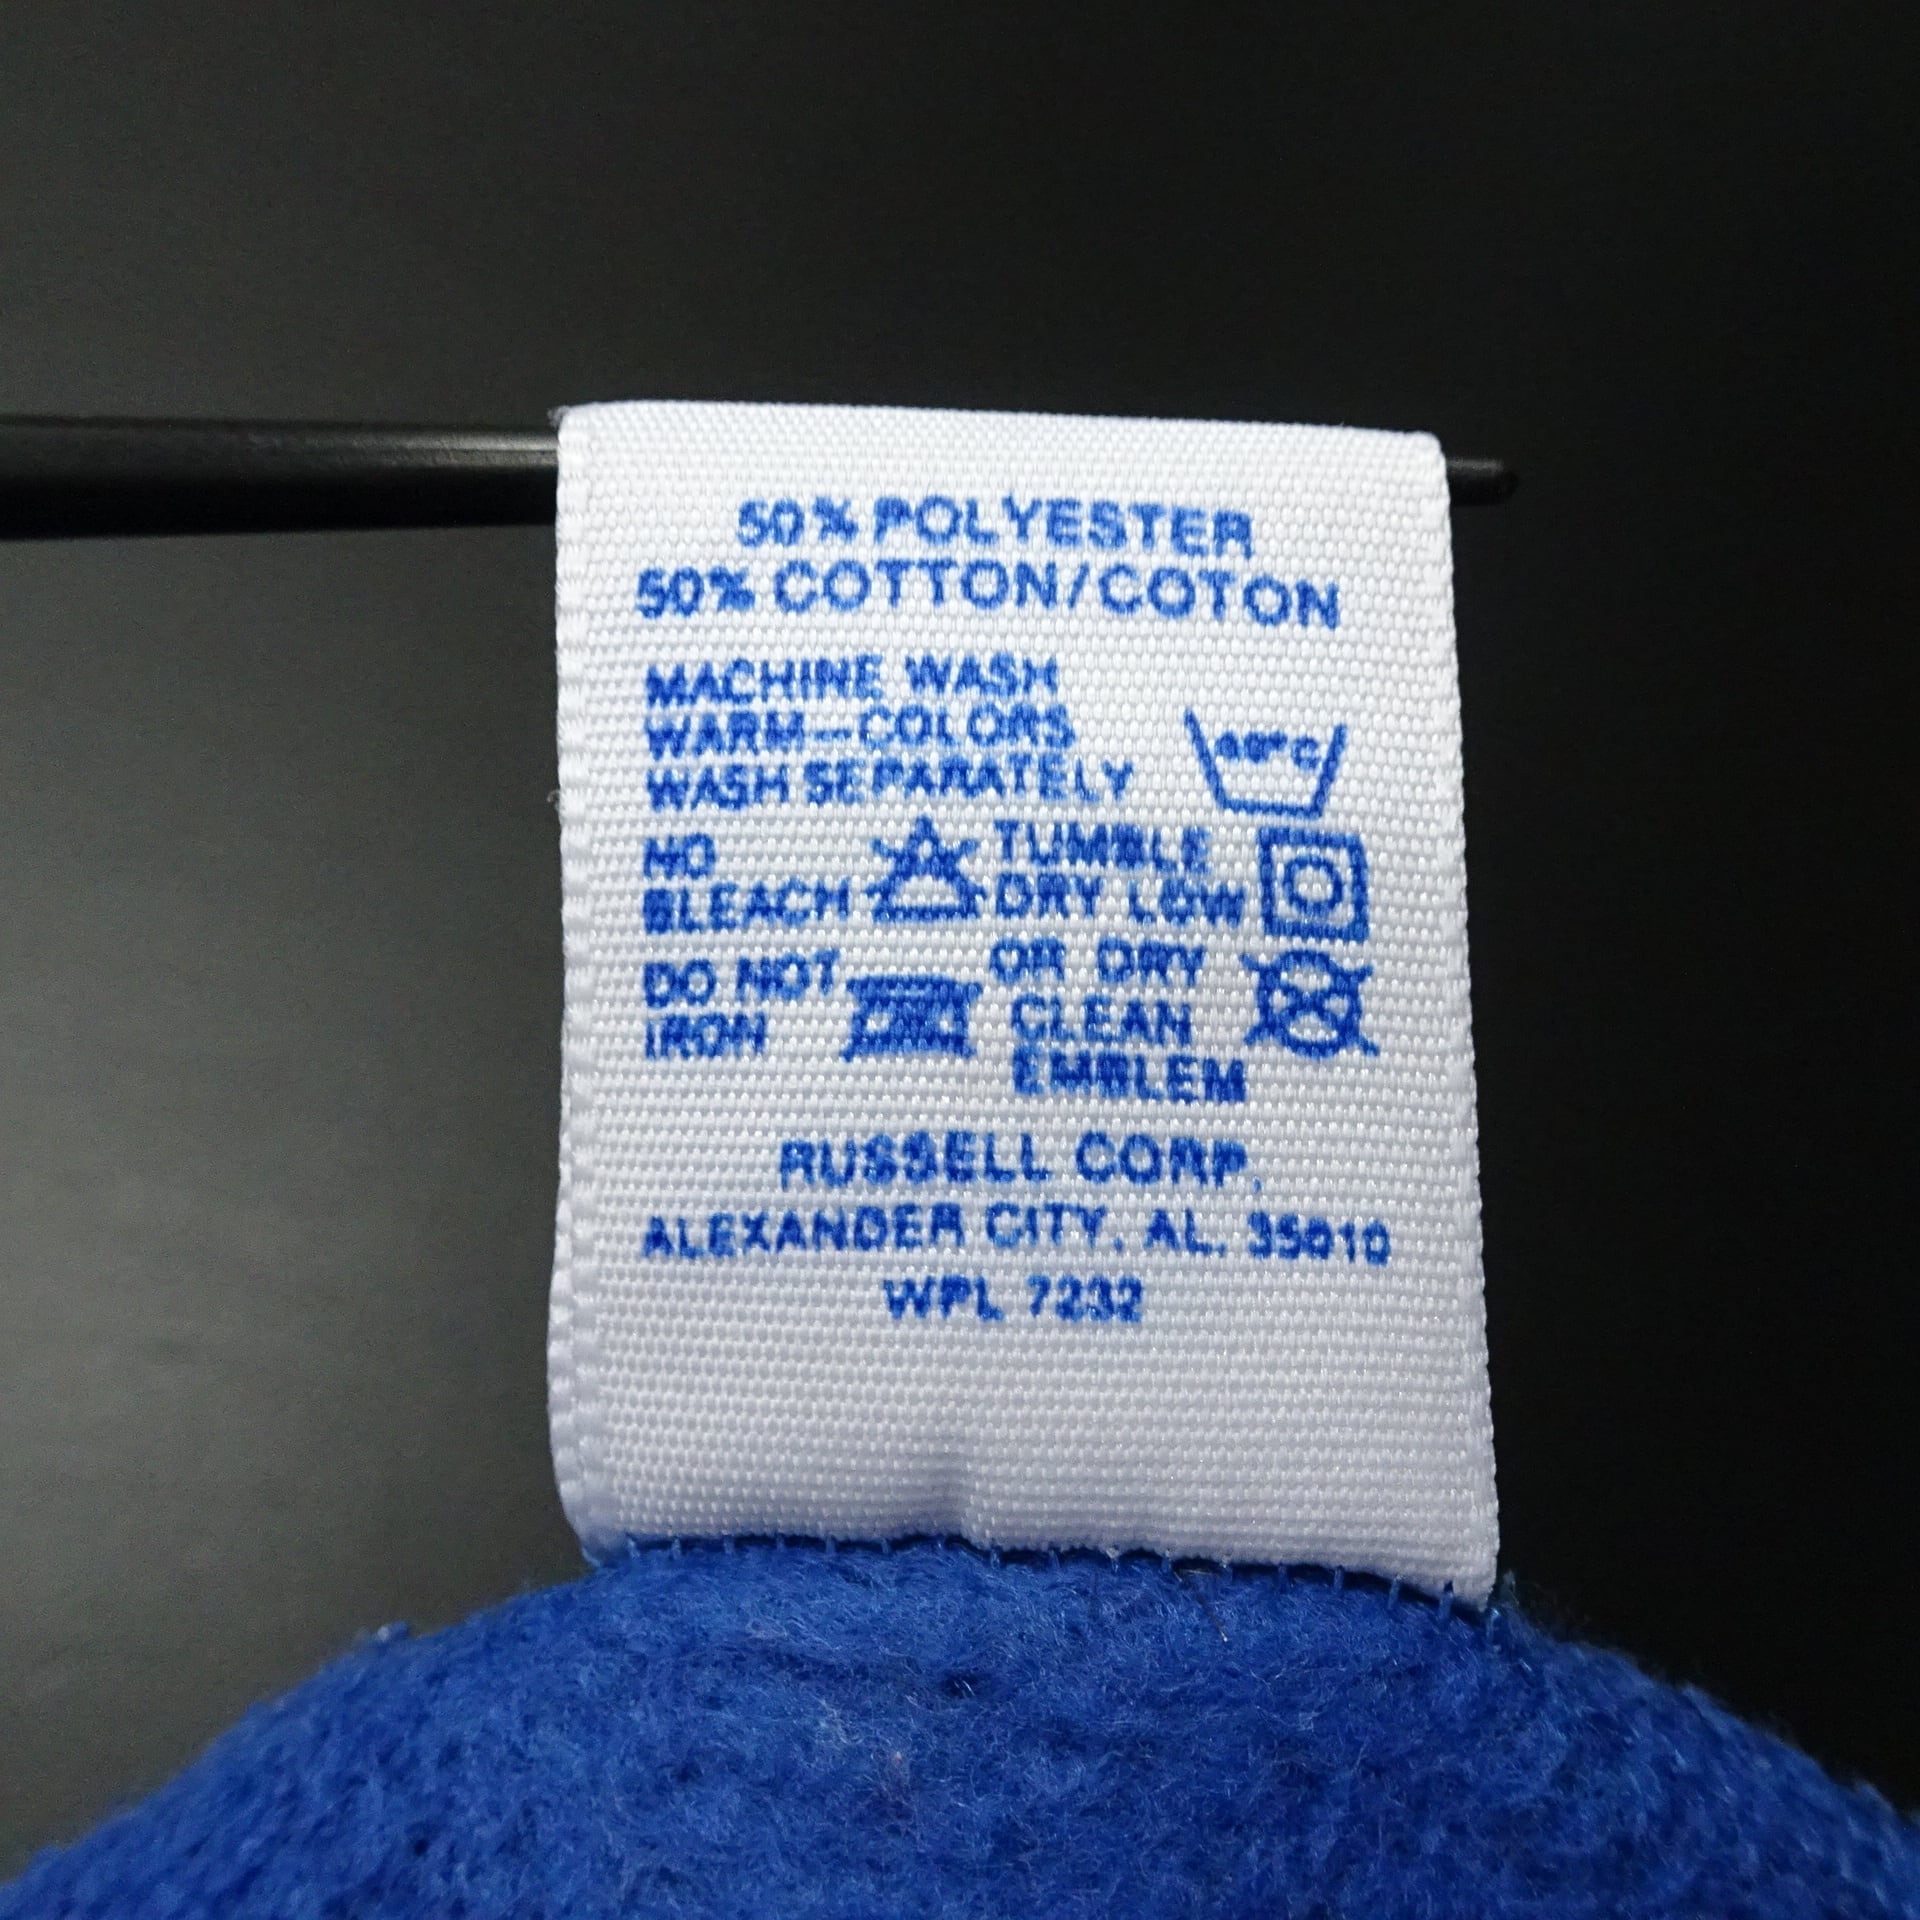 50% POLYESTER
50% COTTON/COTON
MACHINE WASH
WARM-COLORS
WASH SEPARATELY
NO
BLEACH
TUMBLE
DRY LOW
DO NOT
IRON
OR DRY
CLEAN
EMBLEM
RUSSELL CORP.
ALEXANDER CITY, AL. 35010
WPL 7232